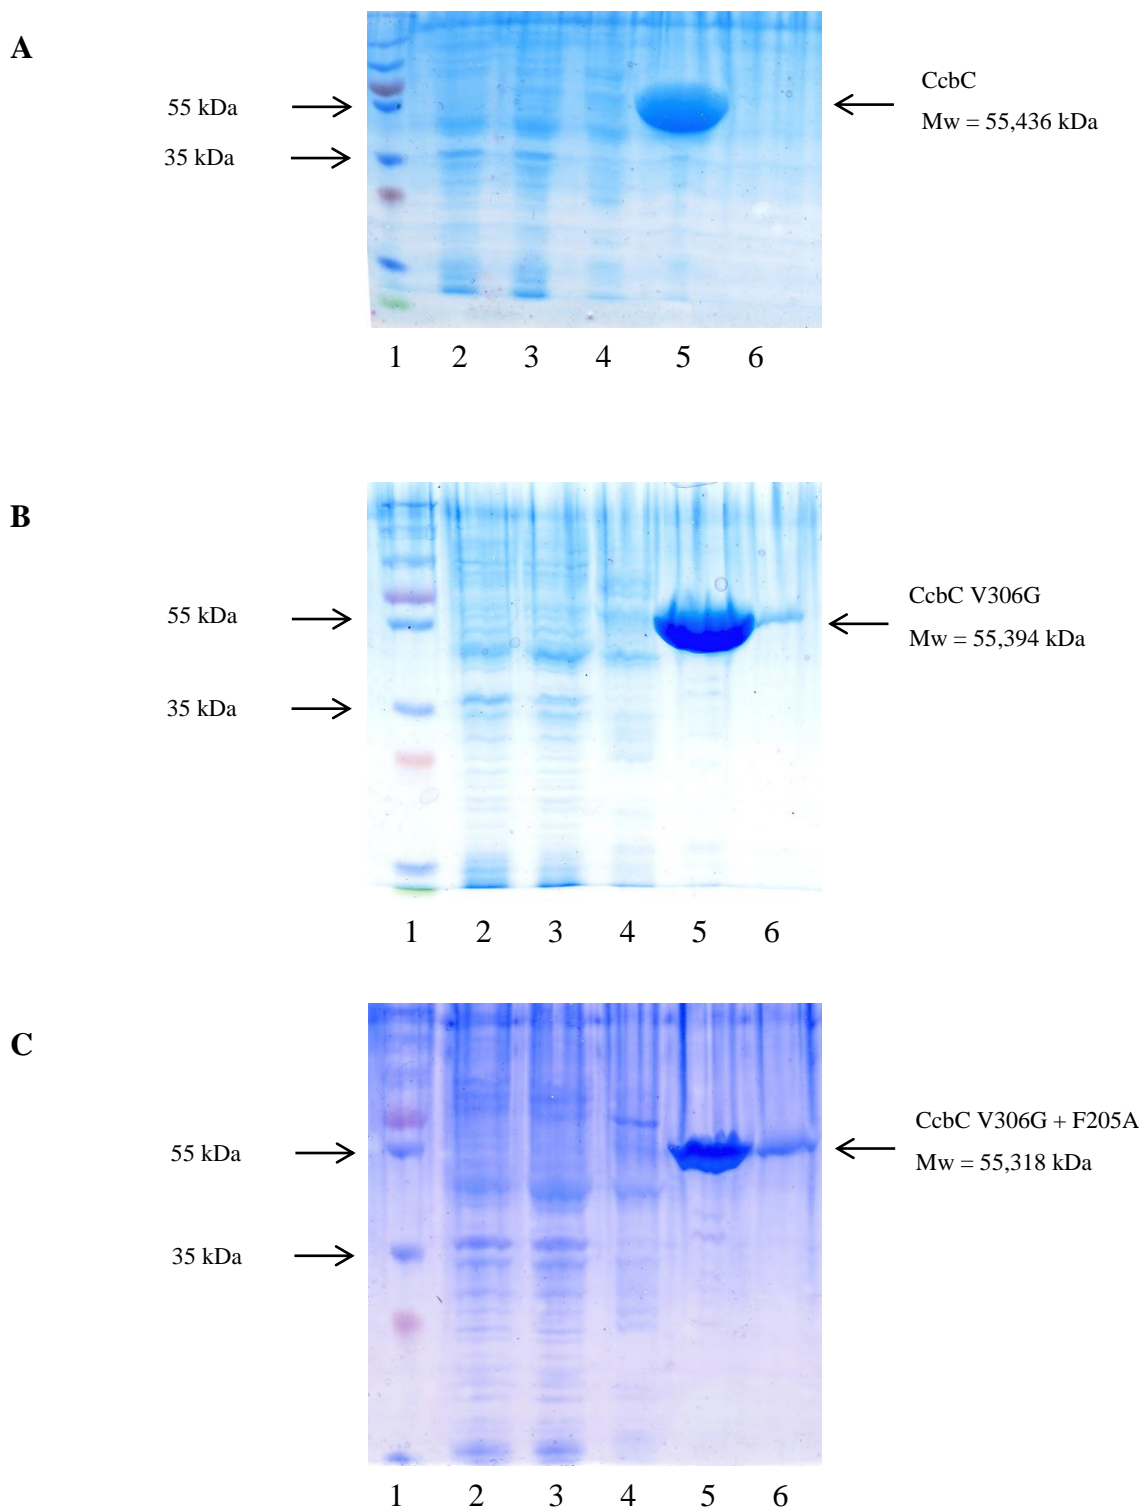 A
55 kDa
35 kDa
CcbC
Mw = 55,436 kDa
1 2 3 4 5 6
B
55 kDa
35 kDa
CcbC V306G
Mw = 55,394 kDa
1 2 3 4 5 6
C
55 kDa
35 kDa
CcbC V306G + F205A
Mw = 55,318 kDa
1 2 3 4 5 6